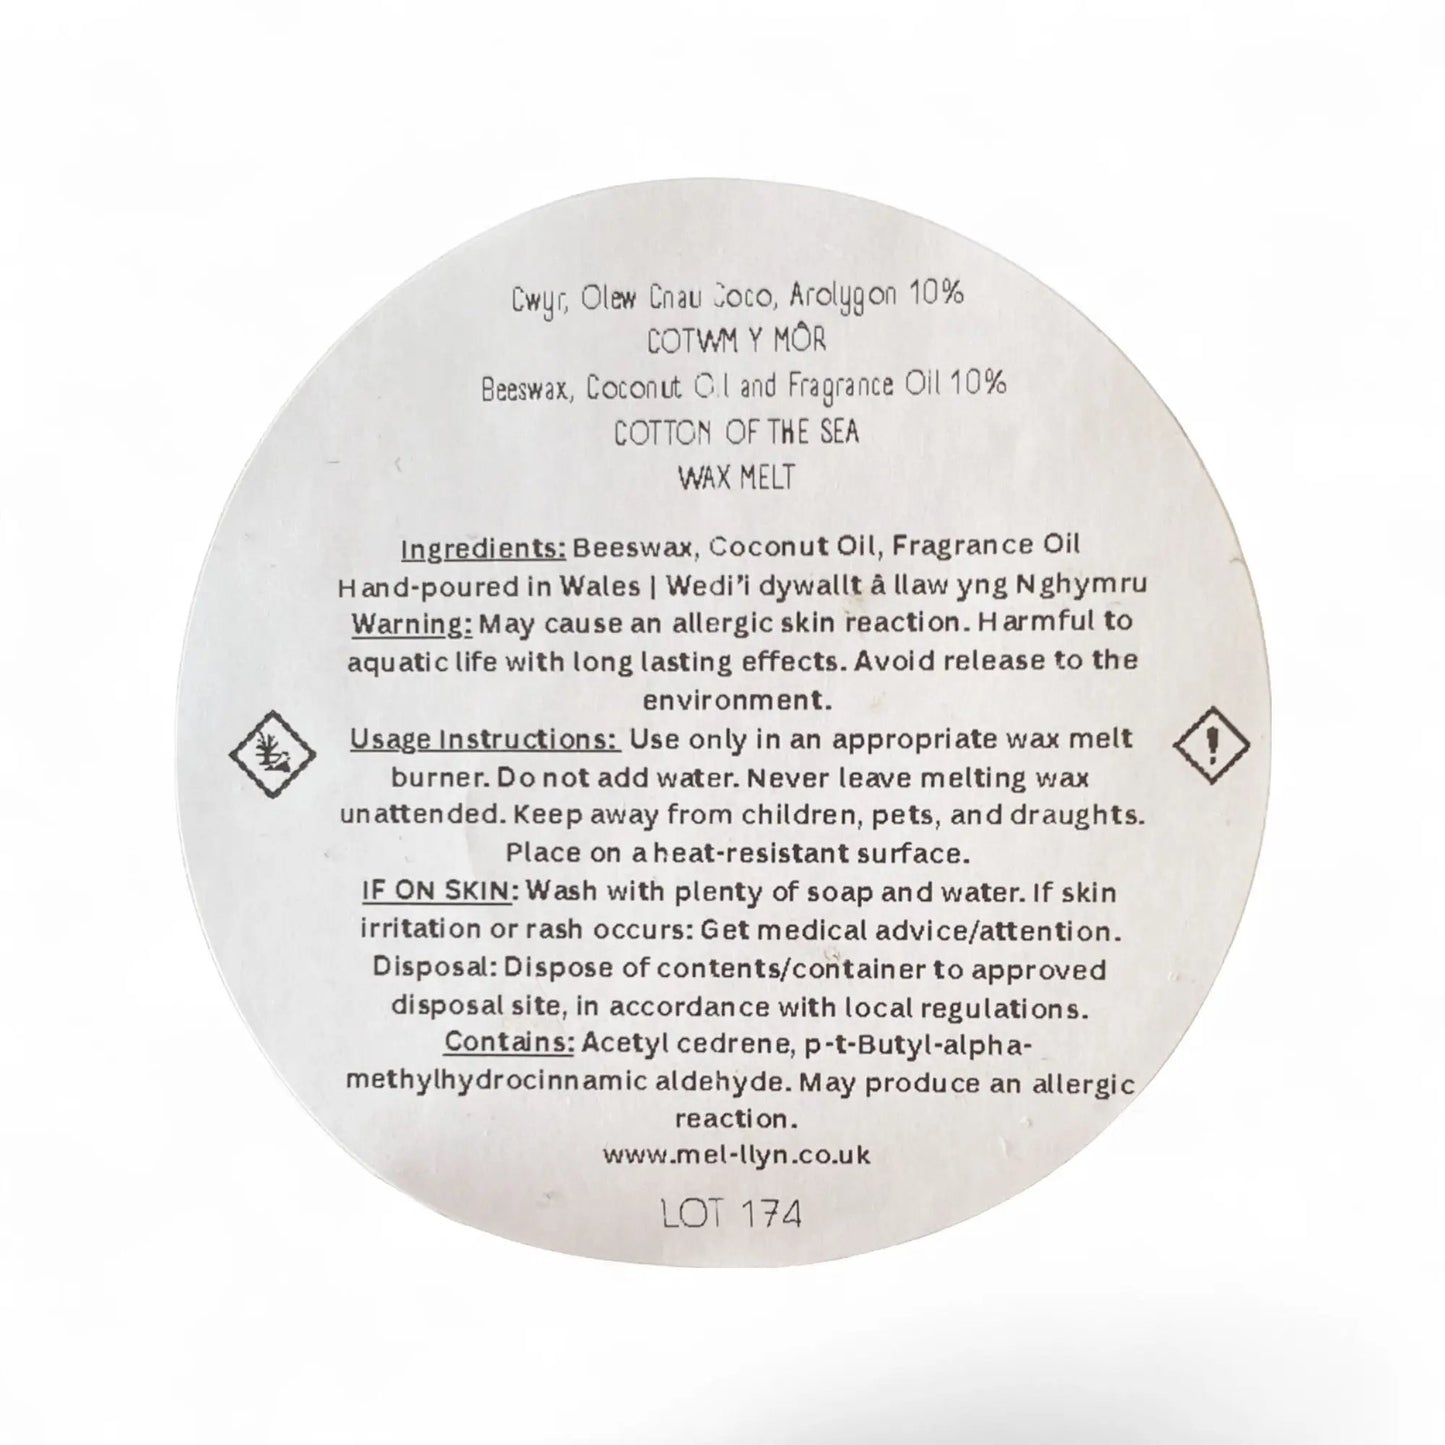 Cwyr, Olew Cnau Coco, Arolygon 10%
COTWM Y MÔR
Beeswax, Coconut Oil and Fragrance Oil 10%
COTTON OF THE SEA
WAX MELT
Ingredients: Beeswax, Coconut Oil, Fragrance Oil
Hand-poured in Wales | Wedi'i dywallt â llaw yng Nghymru
Warning: May cause an allergic skin reaction. Harmful to
aquatic life with long lasting effects. Avoid release to the
environment.
Usage Instructions: Use only in an appropriate wax melt
burner. Do not add water. Never leave melting wax
unattended. Keep away from children, pets, and draughts.
Place on a heat-resistant surface.
IF ON SKIN: Wash with plenty of soap and water. If skin
irritation or rash occurs: Get medical advice/attention.
Disposal: Dispose of contents/container to approved
disposal site, in accordance with local regulations.
Contains: Acetyl cedrene, p-t-Butyl-alpha-
methylhydrocinnamic aldehyde. May produce an allergic
reaction.
www.mel-llyn.co.uk
LOT 174